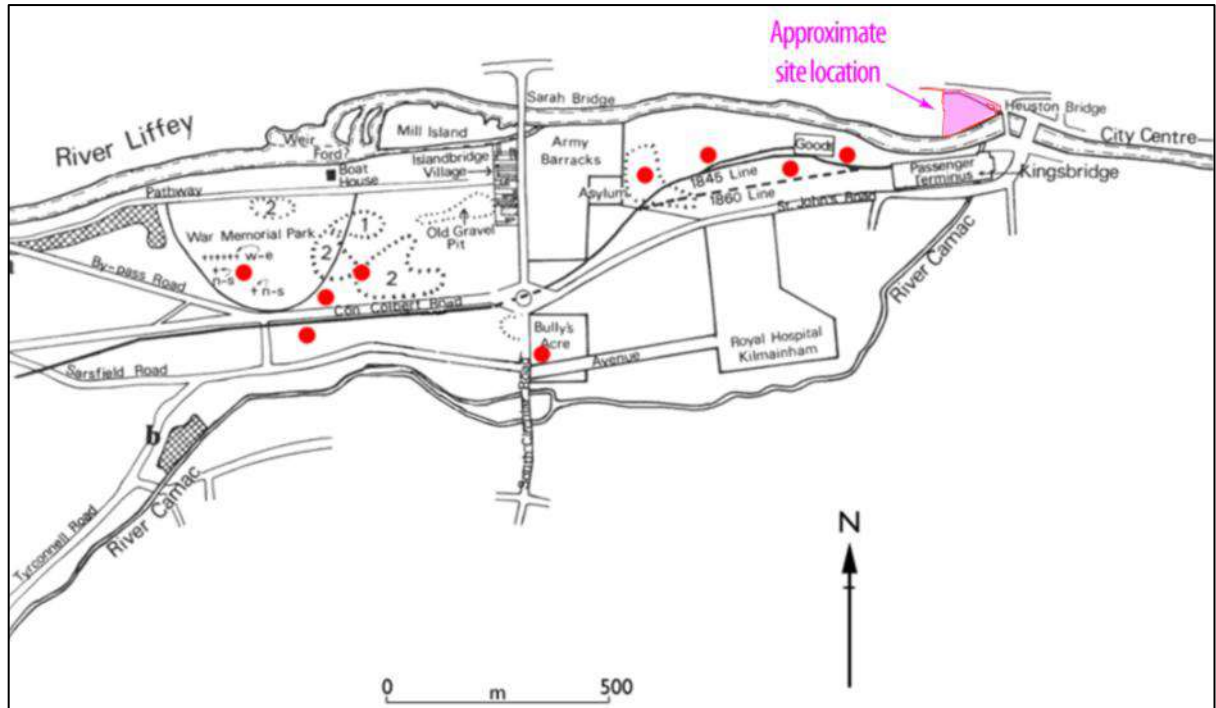 Approximate
site location
Sarah Bridge
Heuston Bridge
City Centre
River Liffey
Weir
Ford?
Mill Island
Army
Barracks
Goods
Islandbridge
Village
Boat
House
Passenger
Terminus
Kingsbridge
Pathway
Asylum
1845 Line
1860 Line
St. John's Road
2
1
Old Gravel
Pit
War Memorial Park
2
w-e
n-s
n-s
2
By-pass Road
River Camac
Con Colbert Road
Bully's
Acre
Avenue
Royal Hospital
Kilmainham
Sarsfield Road
b
River Camac
Tyrconnell Road
N
0
500
m